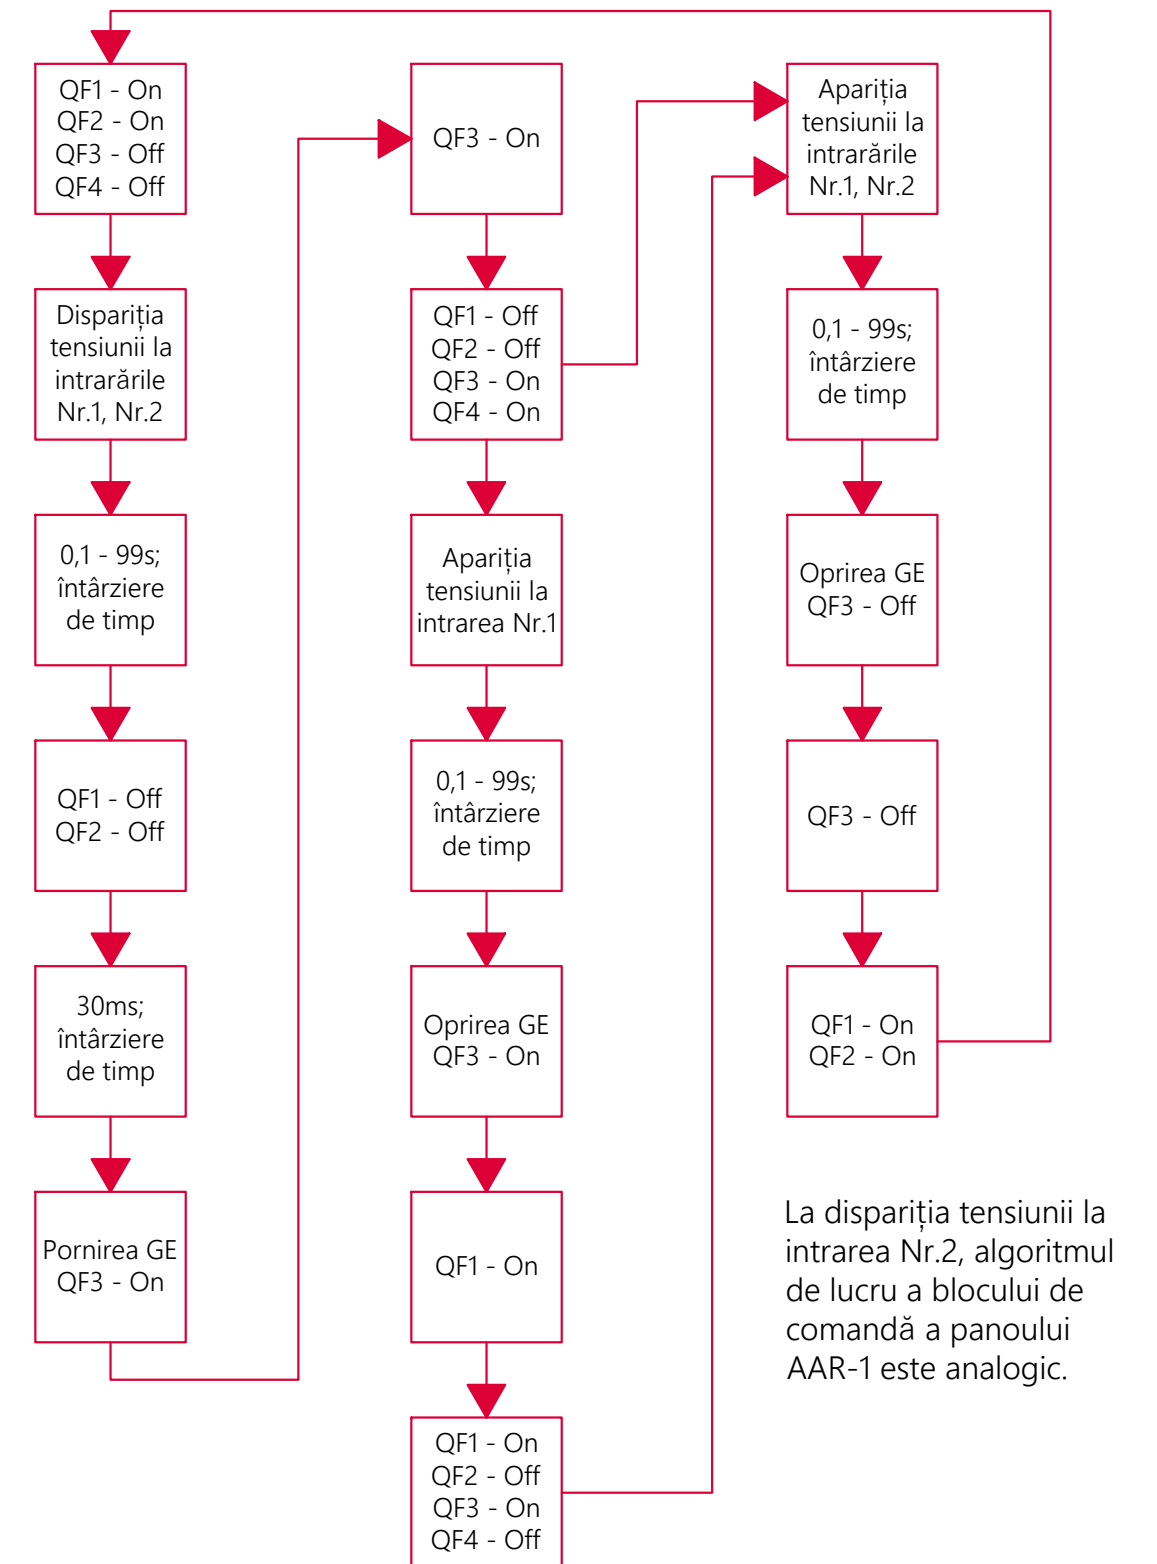 QF1 - On
QF2 - On
QF3 - Off
QF4 - Off
Dispariția
tensiunii la
intrarările
Nr.1, Nr.2
0,1 - 99s;
întârziere
de timp
QF1 - Off
QF2 - Off
30ms;
întârziere
de timp
Pornirea GE
QF3 - On
QF3 - On
QF1 - Off
QF2 - Off
QF3 - On
QF4 - On
Apariția
tensiunii la
intrarea Nr.1
0,1 - 99s;
întârziere
de timp
Oprirea GE
QF3 - On
QF1 - On
QF1 - On
QF2 - Off
QF3 - On
QF4 - Off
Apariția
tensiunii la
intrarările
Nr.1, Nr.2
0,1 - 99s;
întârziere
de timp
Oprirea GE
QF3 - Off
QF3 - Off
QF1 - On
QF2 - On
La dispariția tensiunii la
intrarea Nr.2, algoritmul
de lucru a blocului de
comandă a panoului
AAR-1 este analogic.